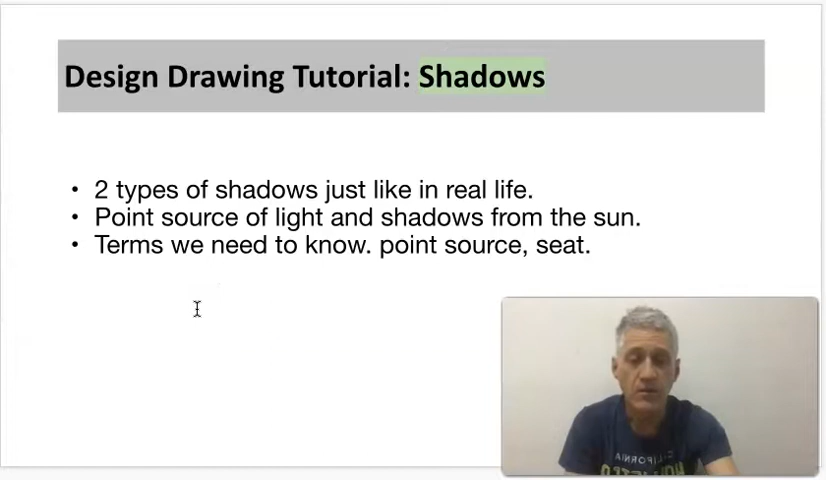 Design Drawing Tutorial: Shadows
• 2 types of shadows just like in real life.
• Point source of light and shadows from the sun.
• Terms we need to know. point source, seat.
CALIFORNIA